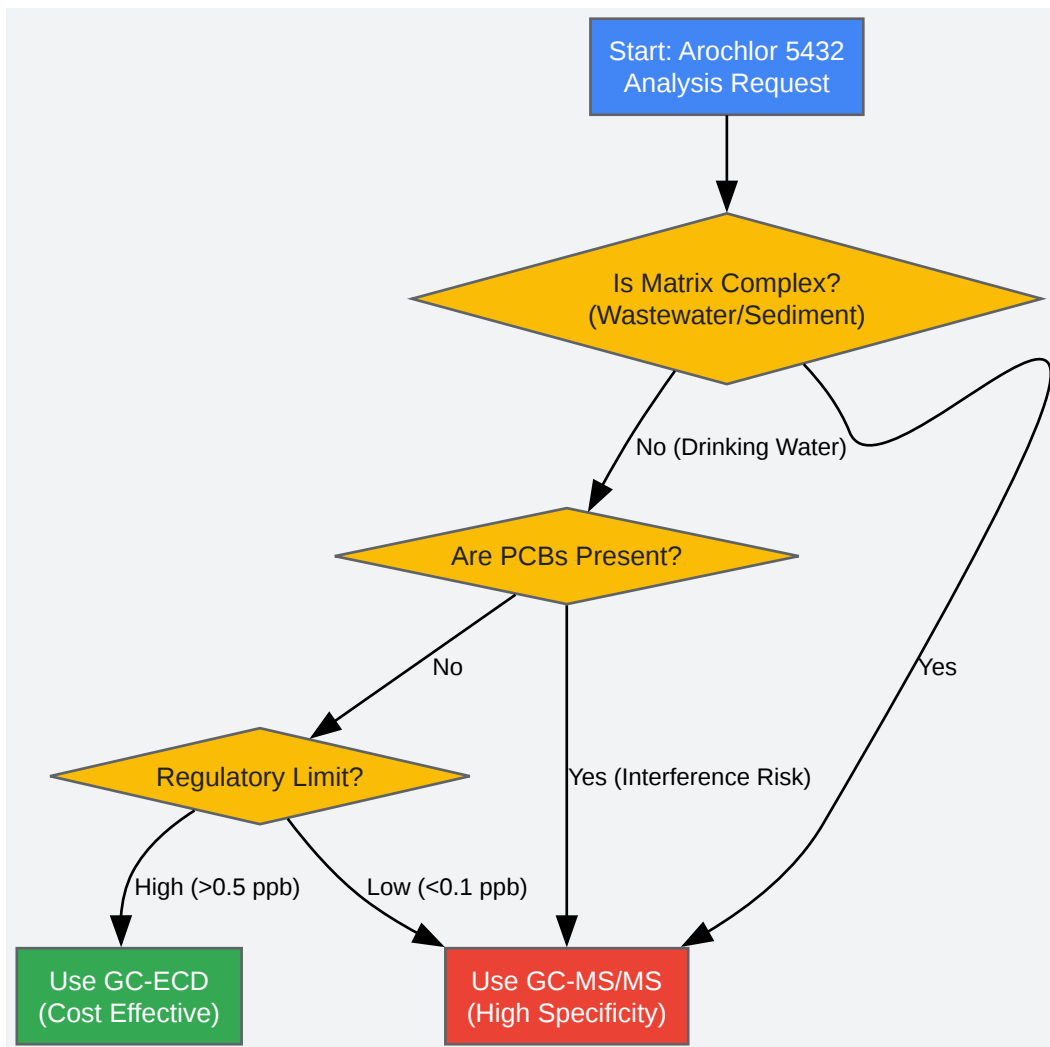 Start: Arochlor 5432
Analysis Request
Is Matrix Complex?
(Wastewater/Sediment)
No (Drinking Water)
Are PCBs Present?
No
Yes
Regulatory Limit?
Yes (Interference Risk)
High (>0.5 ppb)
Low (<0.1 ppb)
Use GC-ECD
(Cost Effective)
Use GC-MS/MS
(High Specificity)